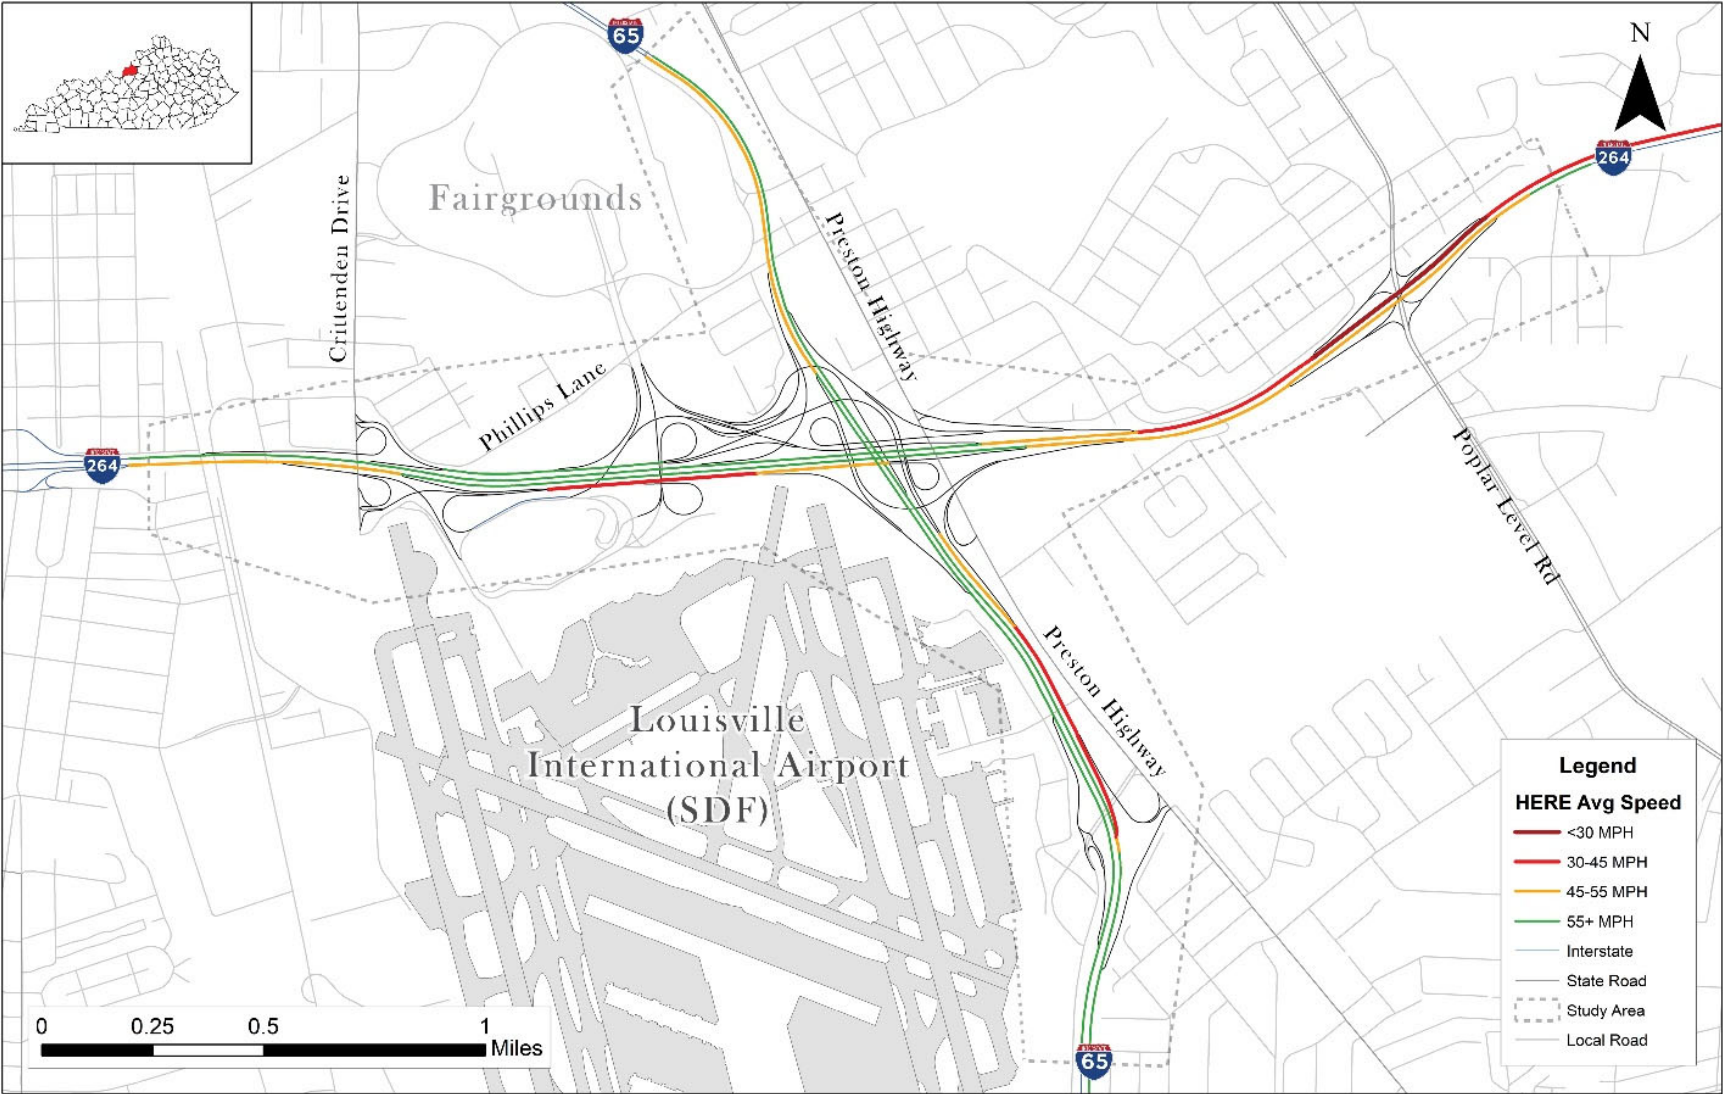 65
N
264
Fairgrounds
Crittenden Drive
Preston Highway
Phillips Lane
264
Poplar Level Rd
Preston Highway
Louisville
International Airport
(SDF)
Legend
HERE Avg Speed
<30 MPH
30-45 MPH
45-55 MPH
55+ MPH
Interstate
State Road
Study Area
Local Road
0 0.25 0.5 1
Miles
65